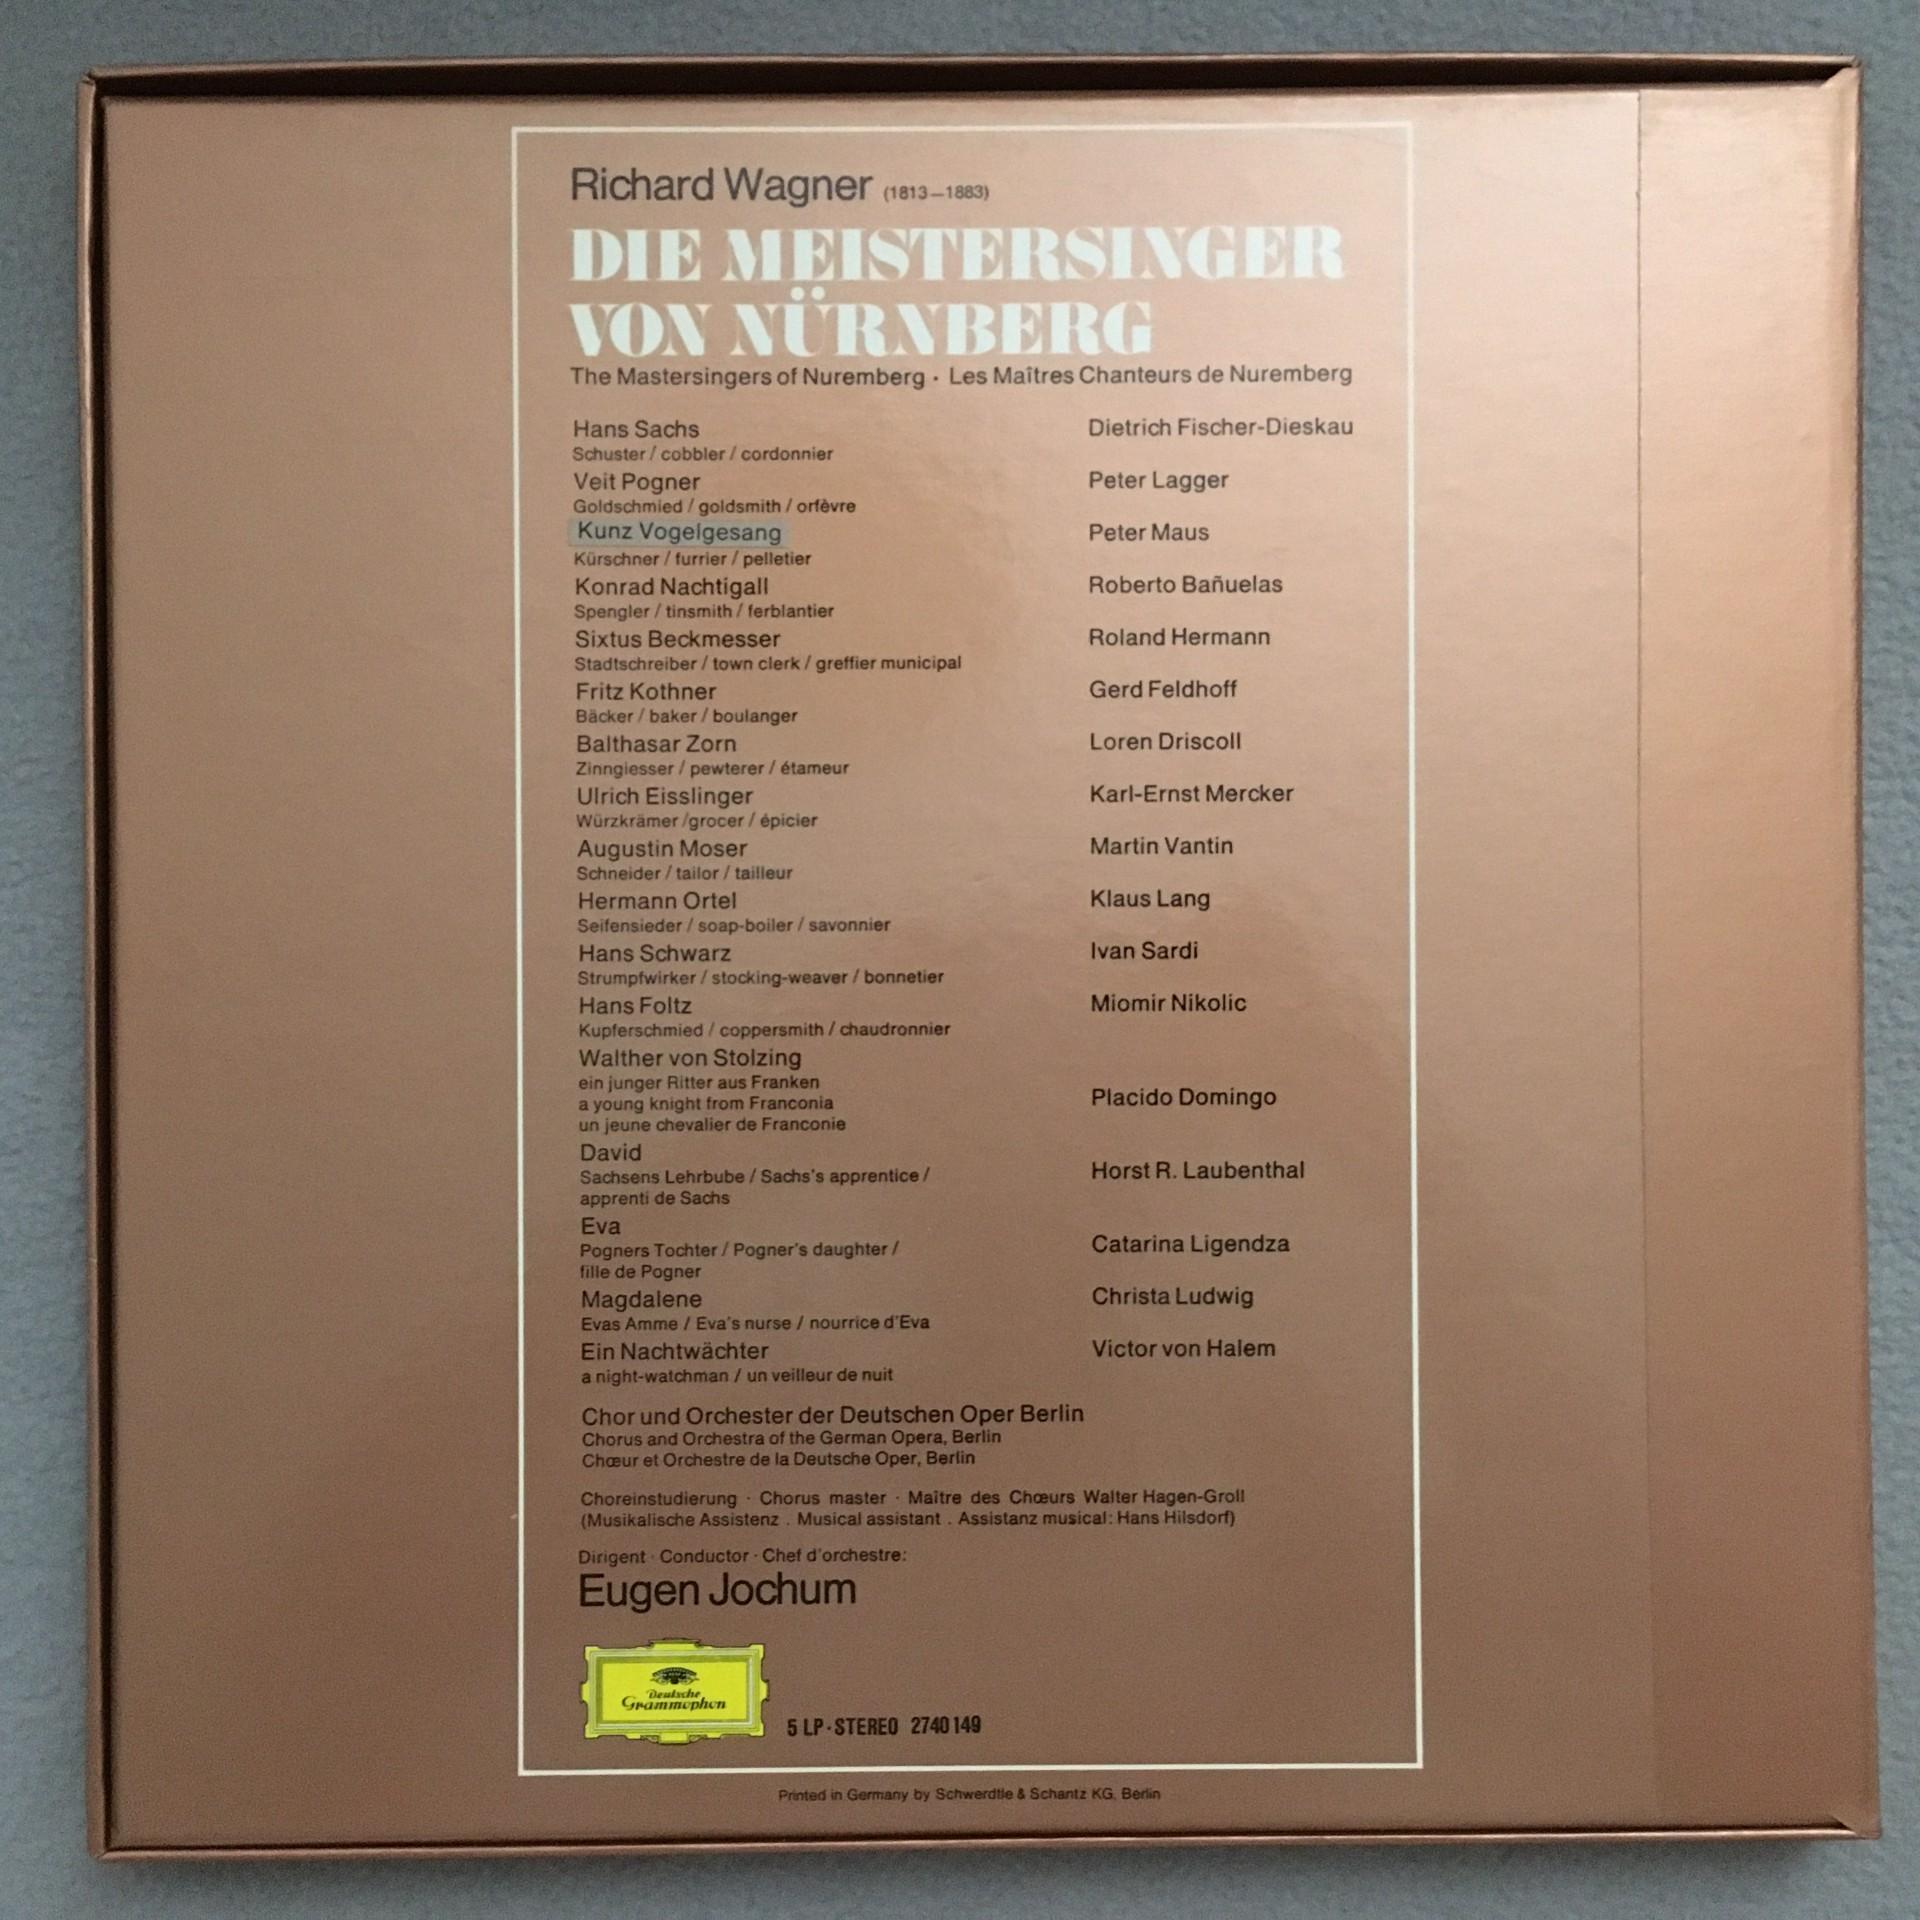 Richard Wagner (1813–1883)
DIE MEISTERSINGER
VON NÜRNBERG
The Mastersingers of Nuremberg · Les Maîtres Chanteurs de Nuremberg
Hans Sachs Dietrich Fischer-Dieskau
Schuster / cobbler / cordonnier
Veit Pogner Peter Lagger
Goldschmied / goldsmith / orfèvre
Kunz Vogelgesang Peter Maus
Kürschner / furrier / pelletier
Konrad Nachtigall Roberto Bañuelas
Spengler / tinsmith / ferblantier
Sixtus Beckmesser Roland Hermann
Stadtschreiber / town clerk / greffier municipal
Fritz Kothner Gerd Feldhoff
Bäcker / baker / boulanger
Balthasar Zorn Loren Driscoll
Zinngiesser / pewterer / étameur
Ulrich Eisslinger Karl-Ernst Mercker
Würzkrämer /grocer / épicier
Augustin Moser Martin Vantin
Schneider / tailor / tailleur
Hermann Ortel Klaus Lang
Seifensieder / soap-boiler / savonnier
Hans Schwarz Ivan Sardi
Strumpfwirker / stocking-weaver / bonnetier
Hans Foltz Miomir Nikolic
Kupferschmied / coppersmith / chaudronnier
Walther von Stolzing
ein junger Ritter aus Franken
a young knight from Franconia Placido Domingo
un jeune chevalier de Franconie
David
Sachsens Lehrbube / Sachs's apprentice / Horst R. Laubenthal
apprenti de Sachs
Eva
Pogners Tochter / Pogner's daughter / Catarina Ligendza
fille de Pogner
Magdalene Christa Ludwig
Evas Amme / Eva's nurse / nourrice d'Eva
Ein Nachtwächter Victor von Halem
a night-watchman / un veilleur de nuit
Chor und Orchester der Deutschen Oper Berlin
Chorus and Orchestra of the German Opera, Berlin
Chœur et Orchestre de la Deutsche Oper, Berlin
Choreinstudierung · Chorus master · Maître des Chœurs Walter Hagen-Groll
(Musikalische Assistenz . Musical assistant . Assistanz musical: Hans Hilsdorf)
Dirigent · Conductor · Chef d'orchestre:
Eugen Jochum
Deutsche
Grammophon
5 LP · STEREO 2740 149
Printed in Germany by Schwerdtle & Schantz KG, Berlin